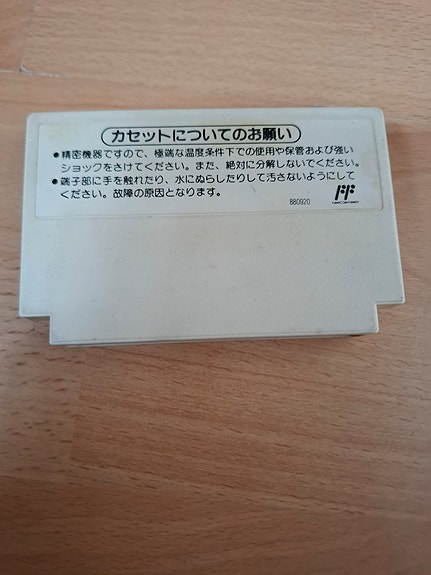 カセットについてのお願い
●精密機器ですので、極端な温度条件下での使用や保管および強い
ショックをさけてください。また、絶対に分解しないでください。
●端子部に手を触れたり、水にぬらしたりして汚さないようにして
ください。故障の原因となります。
880920
FF
FAMILY COMPUTER